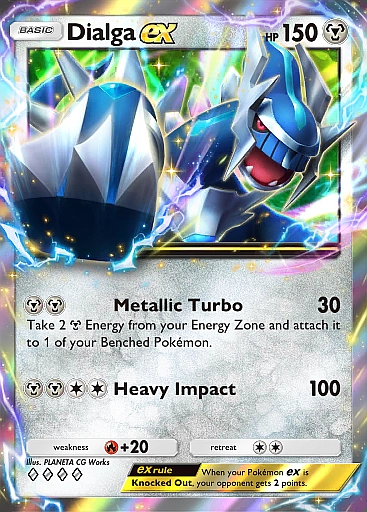 BASIC Dialga ex HP 150
Metallic Turbo 30
Take 2 Energy from your Energy Zone and attach it
to 1 of your Benched Pokémon.
Heavy Impact 100
weakness +20 retreat
Illus. PLANETA CG Works
ex rule When your Pokémon ex is
Knocked Out, your opponent gets 2 points.